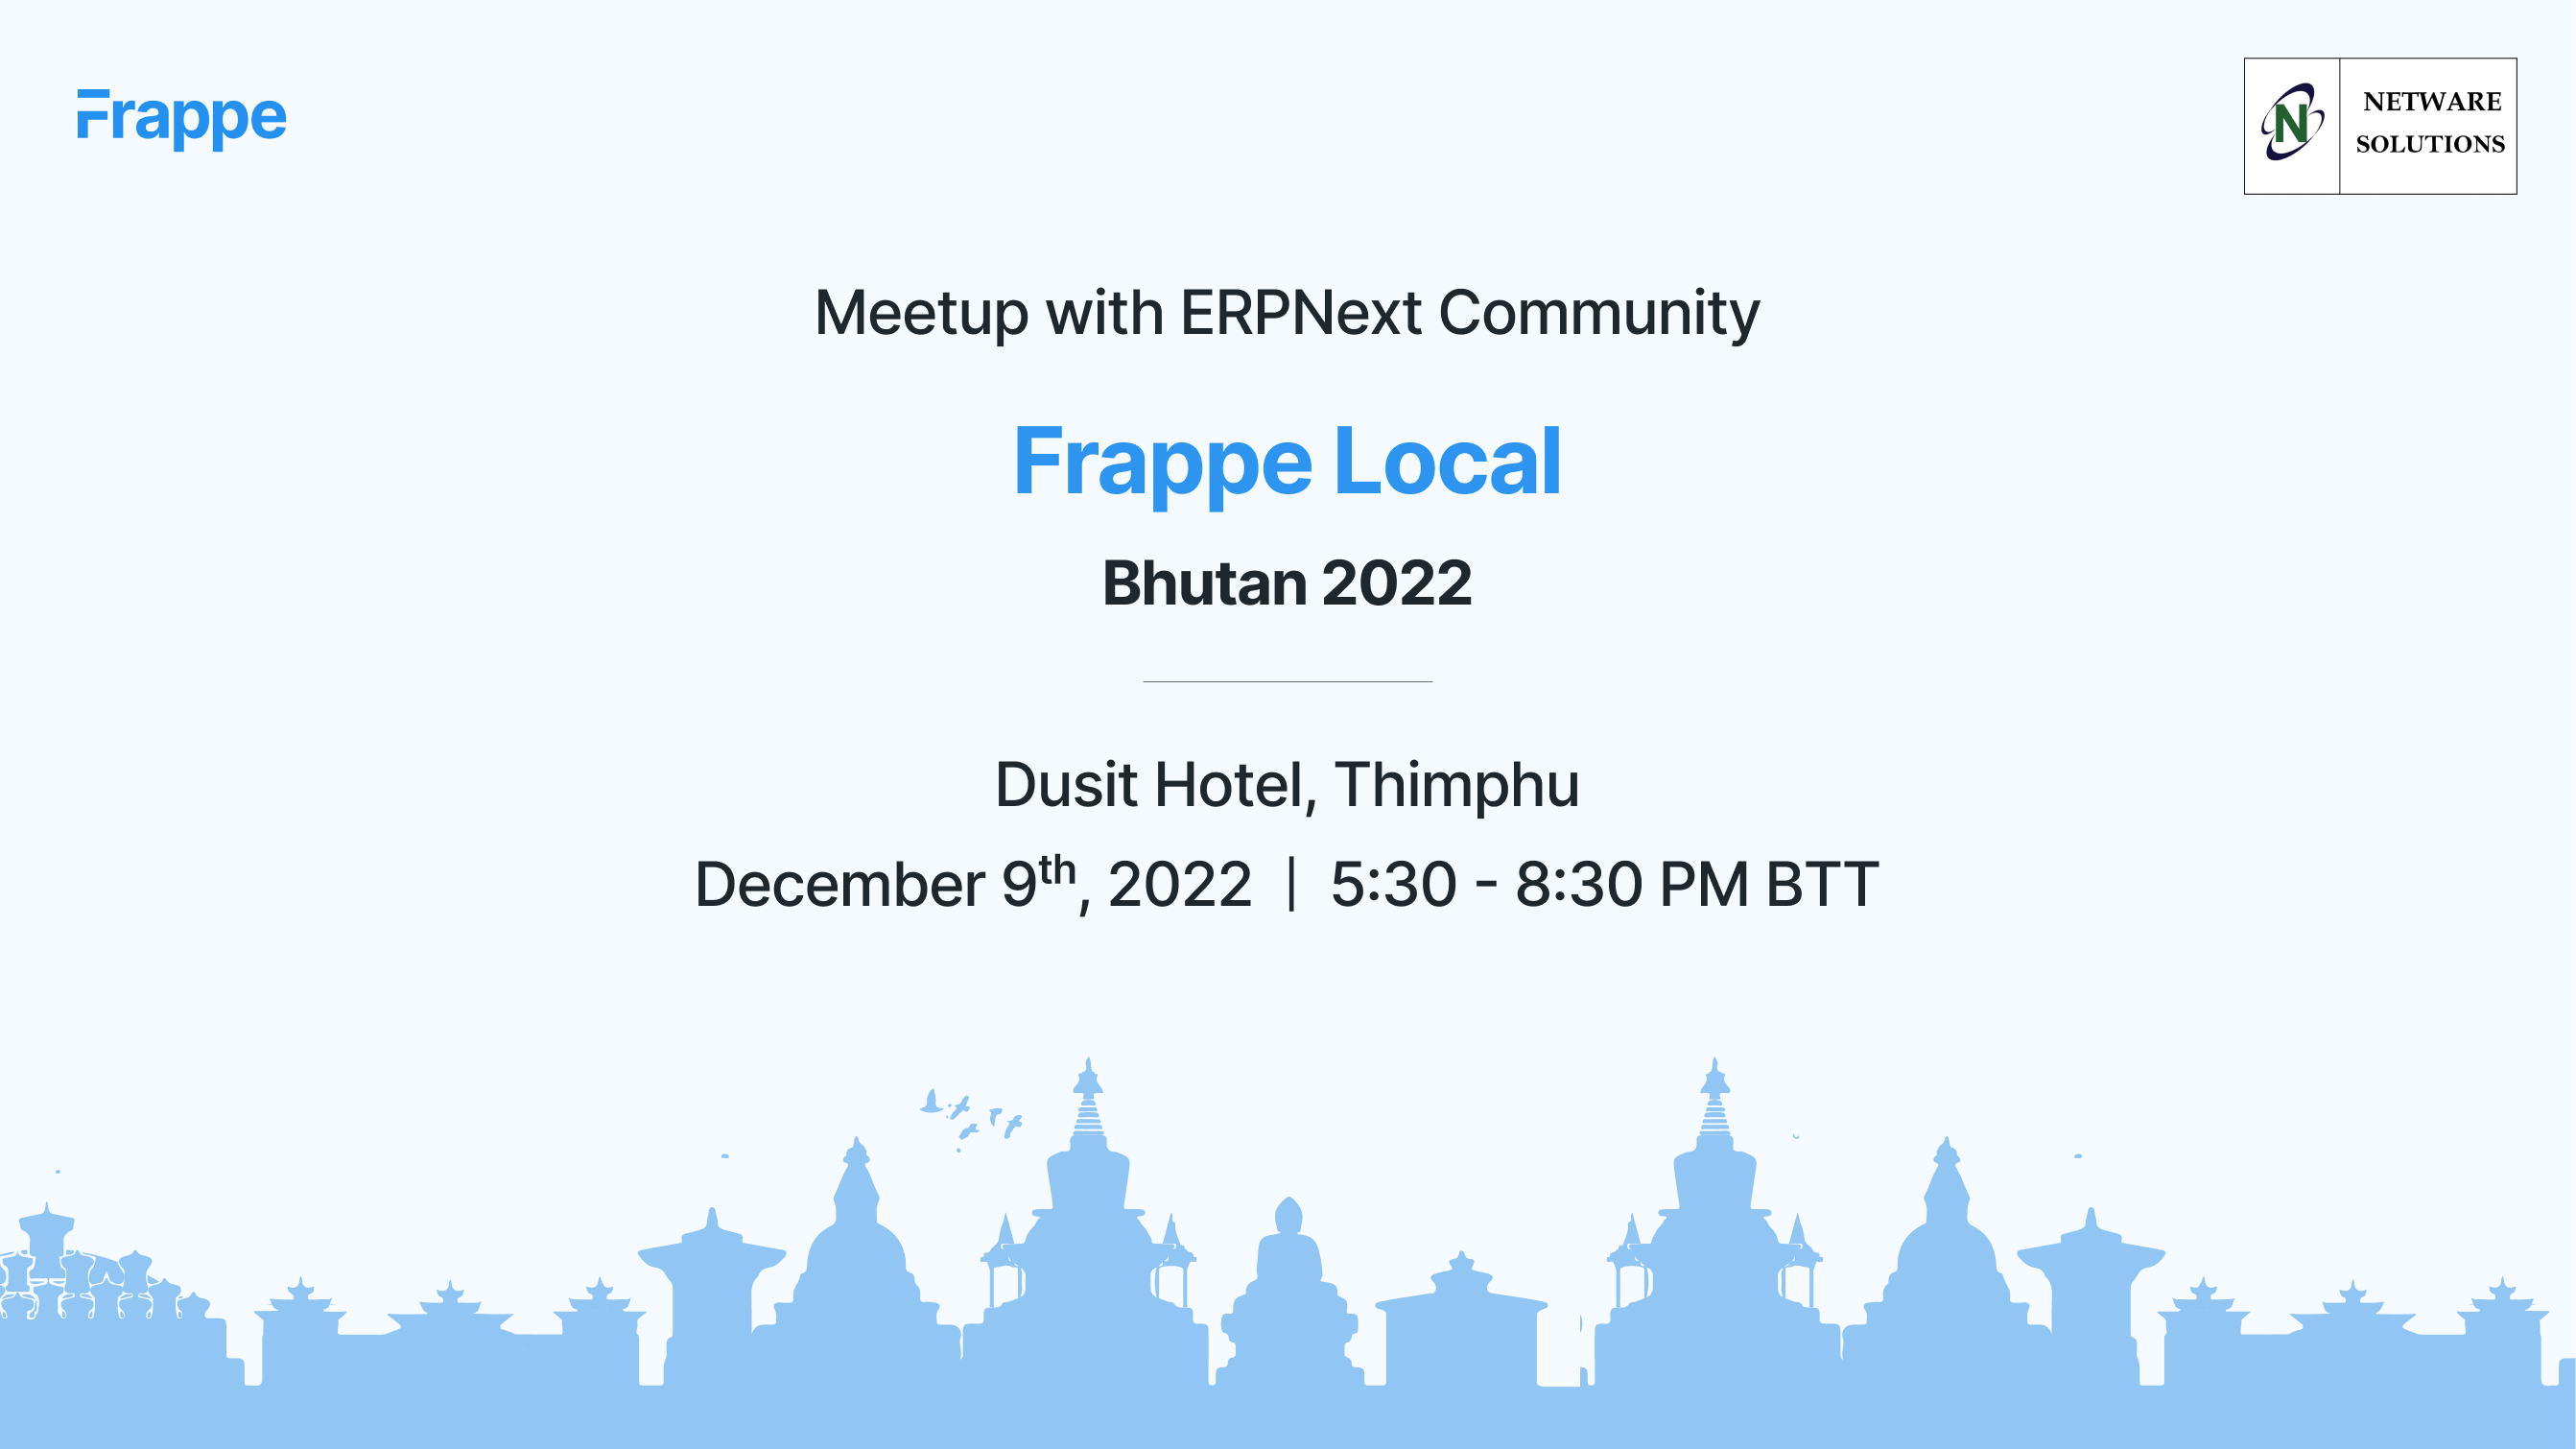 Frappe
N
NETWARE
SOLUTIONS
Meetup with ERPNext Community
Frappe Local
Bhutan 2022
Dusit Hotel, Thimphu
December 9th, 2022 | 5:30 - 8:30 PM BTT